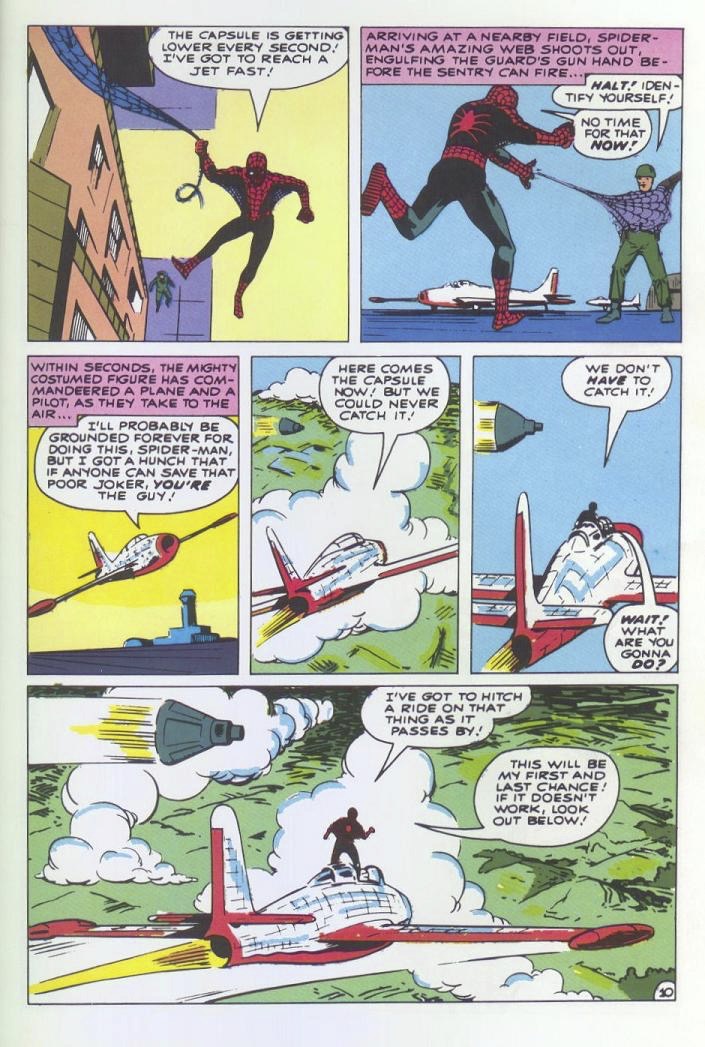 THE CAPSULE IS GETTING
LOWER EVERY SECOND!
I'VE GOT TO REACH A
JET FAST!
ARRIVING AT A NEARBY FIELD, SPIDER-
MAN'S AMAZING WEB SHOOTS OUT,
ENGULFING THE GUARD'S GUN HAND BE-
FORE THE SENTRY CAN FIRE...
HALT! IDEN-
TIFY YOURSELF!
NO TIME
FOR THAT
NOW!
WITHIN SECONDS, THE MIGHTY
COSTUMED FIGURE HAS COM-
MANDEERED A PLANE AND A
PILOT, AS THEY TAKE TO THE
AIR...
I'LL PROBABLY BE
GROUNDED FOREVER FOR
DOING THIS, SPIDER-MAN,
BUT I GOT A HUNCH THAT
IF ANYONE CAN SAVE THAT
POOR JOKER, YOU'RE
THE GUY!
HERE COMES
THE CAPSULE
NOW! BUT WE
COULD NEVER
CATCH IT!
WE DON'T
HAVE TO
CATCH IT!
WAIT!
WHAT
ARE YOU
GONNA
DO?
I'VE GOT TO HITCH
A RIDE ON THAT
THING AS IT
PASSES BY!
THIS WILL BE
MY FIRST AND
LAST CHANCE!
IF IT DOESN'T
WORK, LOOK
OUT BELOW!
10